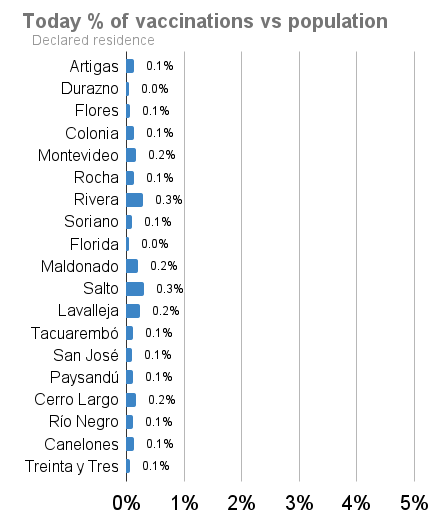 Today % of vaccinations vs population
Declared residence
Artigas 0.1%
Durazno 0.0%
Flores 0.1%
Colonia 0.1%
Montevideo 0.2%
Rocha 0.1%
Rivera 0.3%
Soriano 0.1%
Florida 0.0%
Maldonado 0.2%
Salto 0.3%
Lavalleja 0.2%
Tacuarembó 0.1%
San José 0.1%
Paysandú 0.1%
Cerro Largo 0.2%
Río Negro 0.1%
Canelones 0.1%
Treinta y Tres 0.1%
0% 1% 2% 3% 4% 5%